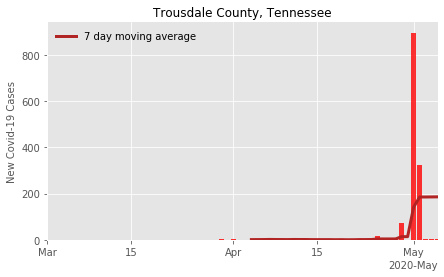 Trousdale County, Tennessee
7 day moving average
New Covid-19 Cases
800
600
400
200
0
Mar 15 Apr 15 May
2020-May